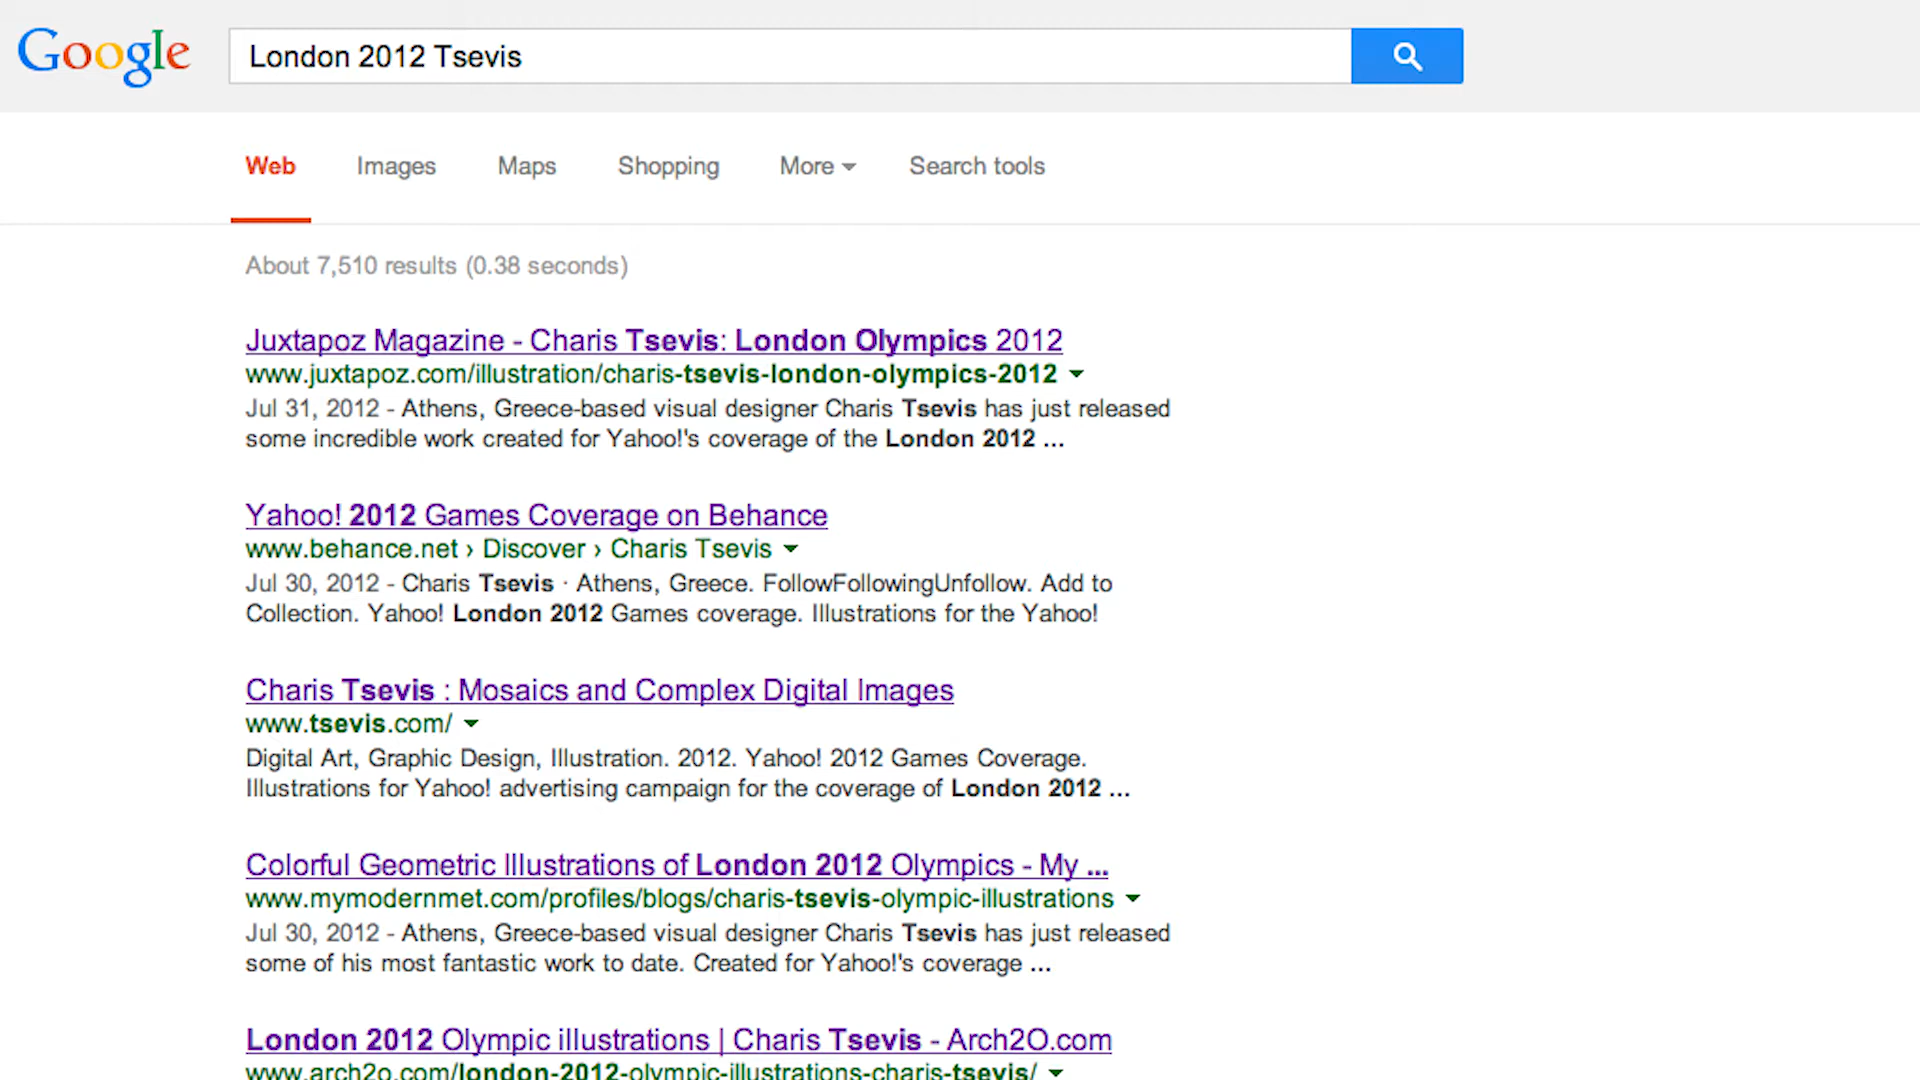 Google
London 2012 Tsevis
Web Images Maps Shopping More Search tools
About 7,510 results (0.38 seconds)
Juxtapoz Magazine - Charis Tsevis: London Olympics 2012
www.juxtapoz.com/illustration/charis-tsevis-london-olympics-2012
Jul 31, 2012 - Athens, Greece-based visual designer Charis Tsevis has just released
some incredible work created for Yahoo!'s coverage of the London 2012 ...
Yahoo! 2012 Games Coverage on Behance
www.behance.net › Discover › Charis Tsevis
Jul 30, 2012 - Charis Tsevis · Athens, Greece. FollowFollowingUnfollow. Add to
Collection. Yahoo! London 2012 Games coverage. Illustrations for the Yahoo!
Charis Tsevis : Mosaics and Complex Digital Images
www.tsevis.com/
Digital Art, Graphic Design, Illustration. 2012. Yahoo! 2012 Games Coverage.
Illustrations for Yahoo! advertising campaign for the coverage of London 2012 ...
Colorful Geometric Illustrations of London 2012 Olympics - My ...
www.mymodernmet.com/profiles/blogs/charis-tsevis-olympic-illustrations
Jul 30, 2012 - Athens, Greece-based visual designer Charis Tsevis has just released
some of his most fantastic work to date. Created for Yahoo!'s coverage ...
London 2012 Olympic illustrations | Charis Tsevis - Arch2O.com
www.arch2o.com/london-2012-olympic-illustrations-charis-tsevis/